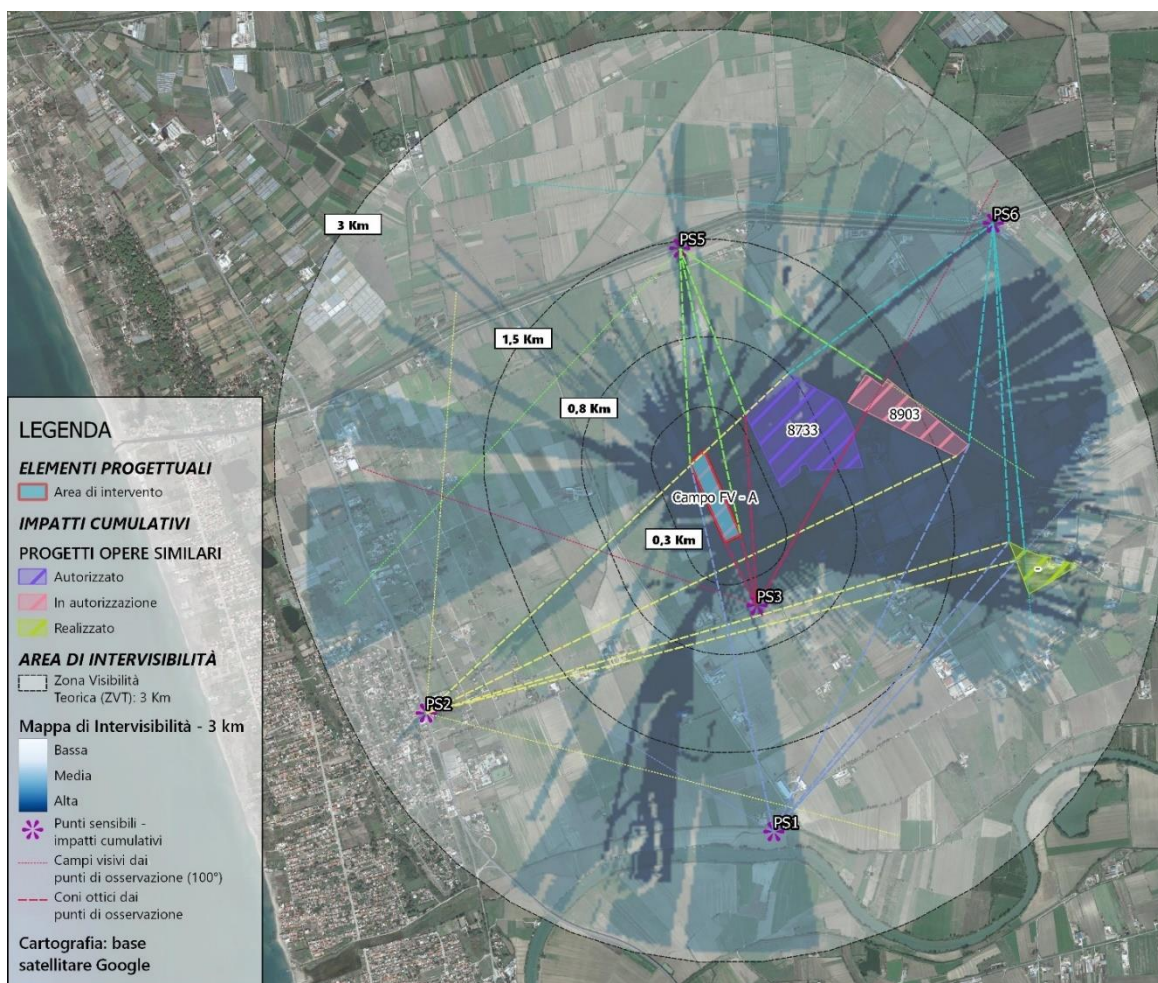 PS6
PS5
3 Km
1,5 Km
0,8 Km
8903
8733
Campo FV - A
0,3 Km
PS3
PS2
PS1
LEGENDA
ELEMENTI PROGETTUALI
Area di intervento
IMPATTI CUMULATIVI
PROGETTI OPERE SIMILARI
Autorizzato
In autorizzazione
Realizzato
AREA DI INTERVISIBILITÀ
Zona Visibilità
Teorica (ZVT): 3 Km
Mappa di Intervisibilità - 3 km
Bassa
Media
Alta
Punti sensibili -
impatti cumulativi
Campi visivi dai
punti di osservazione (100°)
Coni ottici dai
punti di osservazione
Cartografia: base
satellitare Google